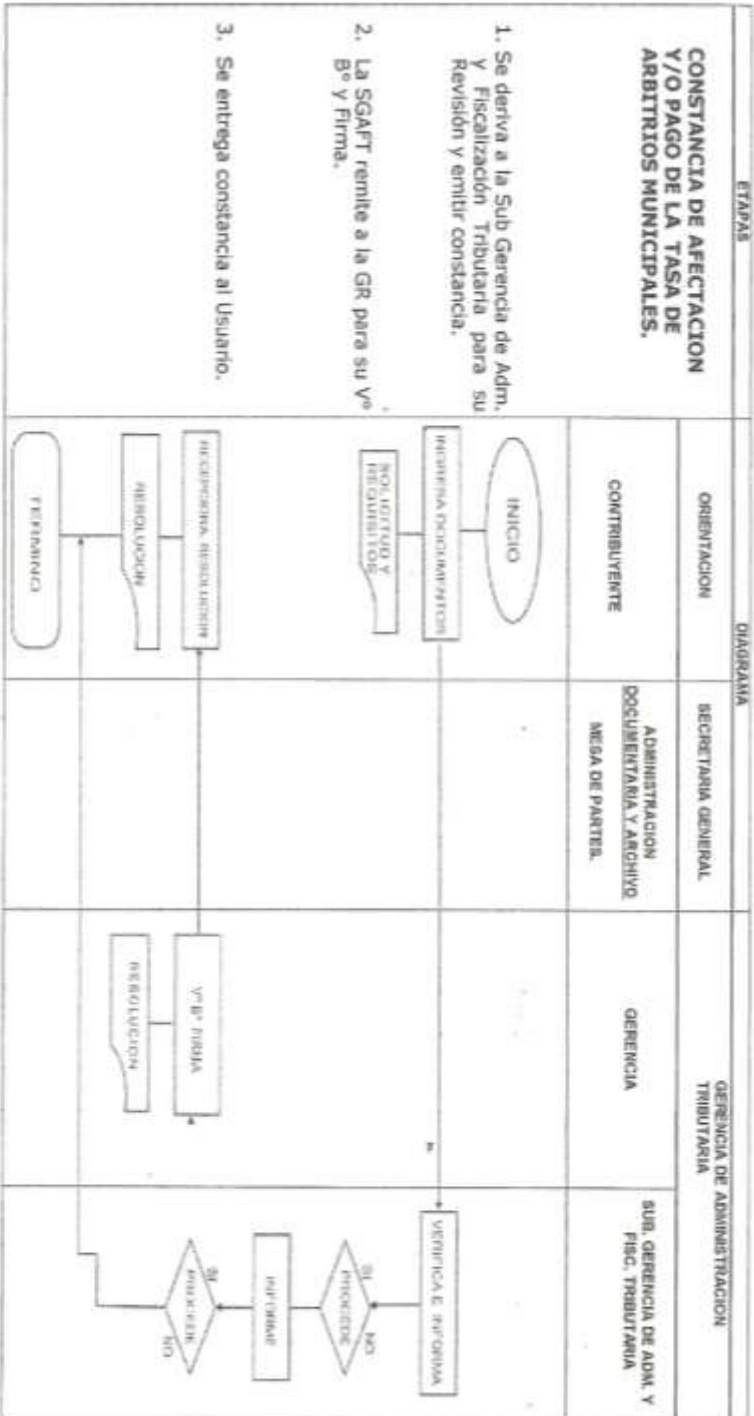 ETAPAS
DIAGRAMA
CONSTANCIA DE AFECTACION
Y/O PAGO DE LA TASA DE
ARBITRIOS MUNICIPALES.
ORIENTACION
SECRETARIA GENERAL
GERENCIA DE ADMINISTRACION
TRIBUTARIA
CONTRIBUYENTE
ADMINISTRACION
DOCUMENTARIA Y ARCHIVO
MESA DE PARTES.
GERENCIA
SUB. GERENCIA DE ADM. Y
FISC. TRIBUTARIA
1. Se deriva a la Sub Gerencia de Adm.
y Fiscalización Tributaria para su
Revisión y emitir constancia.
2. La SGAFT remite a la GR para su V°
B° y Firma.
3. Se entrega constancia al Usuario.
INICIO
INGRESA DOCUMENTOS
SOLICITUD Y
REQUISITOS
VERIFICA E INFORMA
SI
PROCEDE
NO
INFORME
SI
PROCEDE
NO
V° B° FIRMA
RESOLUCION
RECEPCIONA RESOLUCION
RESOLUCION
TERMINO